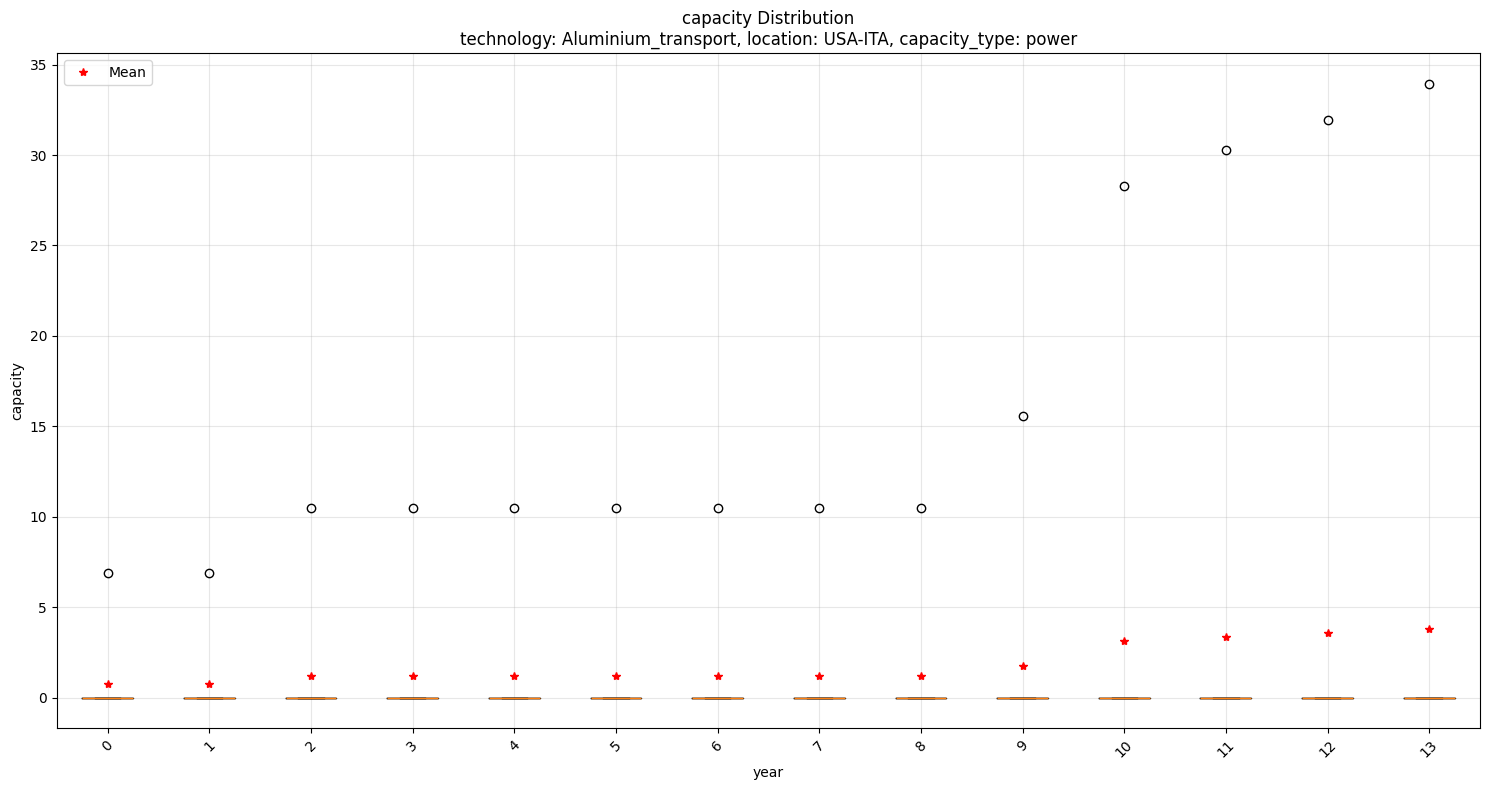 capacity Distribution
technology: Aluminium_transport, location: USA-ITA, capacity_type: power
Mean
35
30
25
20
15
10
5
0
capacity
0 1 2 3 4 5 6 7 8 9 10 11 12 13
year